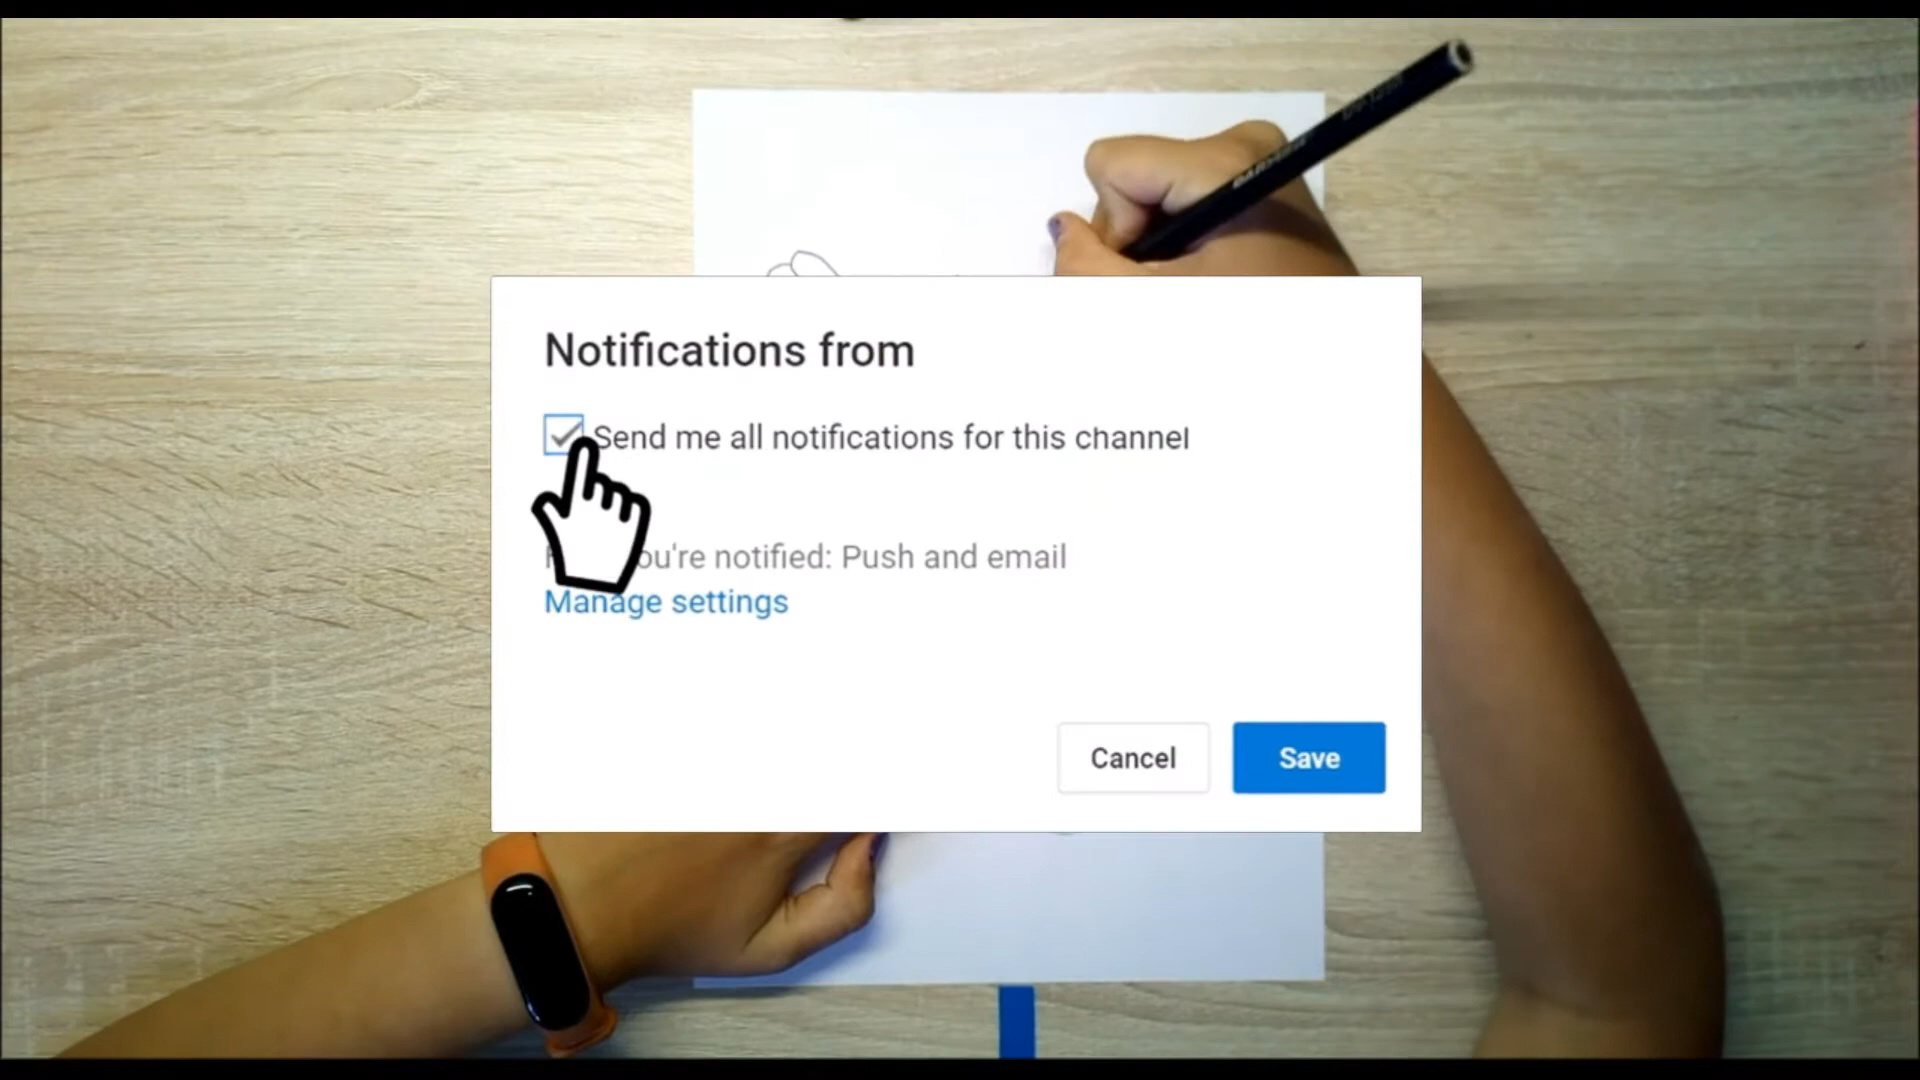 Notifications from
Send me all notifications for this channel
ou're notified: Push and email
Manage settings
Cancel
Save